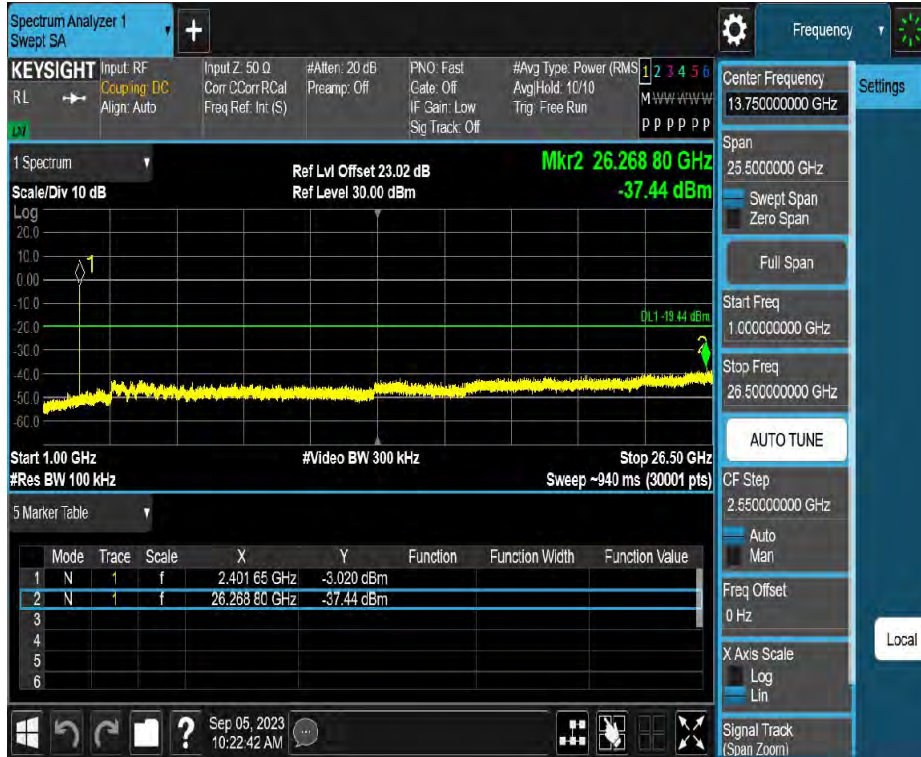 Spectrum Analyzer 1
Swept SA
+
Frequency
KEYSIGHT
RL
Input: RF
Coupling: DC
Align: Auto
Input Z: 50 Ω
Corr CCorr RCal
Freq Ref: Int (S)
#Atten: 20 dB
Preamp: Off
PNO: Fast
Gate: Off
IF Gain: Low
Sig Track: Off
#Avg Type: Power (RMS
Avg|Hold: 10/10
Trig: Free Run
1 2 3 4 5 6
M W W W W W
P P P P P P
1 Spectrum
Scale/Div 10 dB
Ref Lvl Offset 23.02 dB
Ref Level 30.00 dBm
Mkr2 26.268 80 GHz
-37.44 dBm
Log
20.0
10.0
0.00
-10.0
-20.0
-30.0
-40.0
-50.0
-60.0
1
DL1 -19.44 dBm
2
Start 1.00 GHz
#Res BW 100 kHz
#Video BW 300 kHz
Stop 26.50 GHz
Sweep ~940 ms (30001 pts)
5 Marker Table
Mode Trace Scale X Y Function Function Width Function Value
1 N 1 f 2.401 65 GHz -3.020 dBm
2 N 1 f 26.268 80 GHz -37.44 dBm
3
4
5
6
Sep 05, 2023
10:22:42 AM
?
Center Frequency
13.750000000 GHz
Settings
Span
25.5000000 GHz
Swept Span
Zero Span
Full Span
Start Freq
1.000000000 GHz
Stop Freq
26.500000000 GHz
AUTO TUNE
CF Step
2.550000000 GHz
Auto
Man
Freq Offset
0 Hz
Local
X Axis Scale
Log
Lin
Signal Track
(Span Zoom)